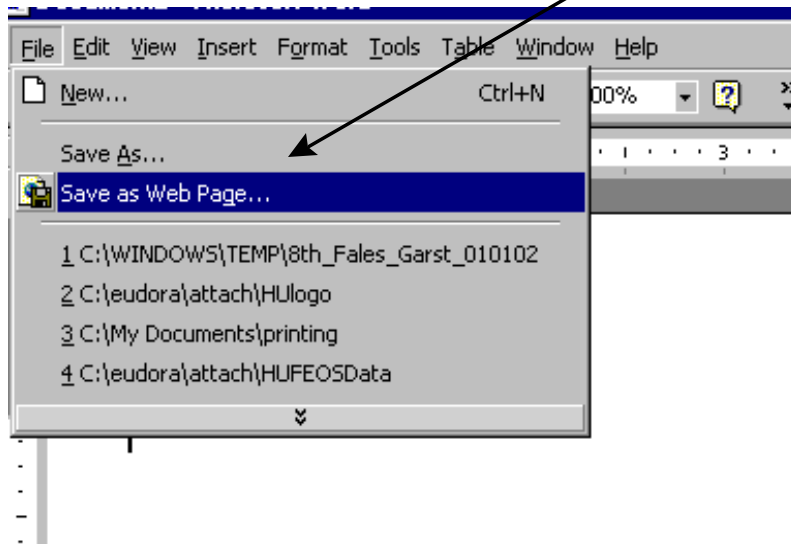 File Edit View Insert Format Tools Table Window Help
New... Ctrl+N
00%
Save As...
3
Save as Web Page...
1 C:\WINDOWS\TEMP\8th_Fales_Garst_010102
2 C:\eudora\attach\HUlogo
3 C:\My Documents\printing
4 C:\eudora\attach\HUFEOSData